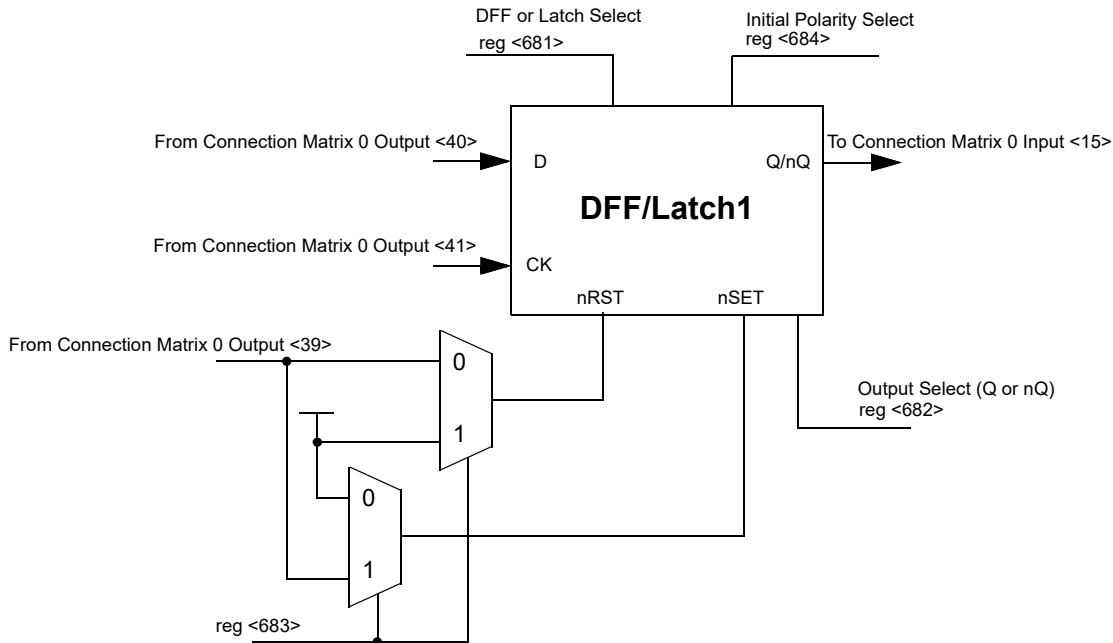 DFF or Latch Select
reg <681>
Initial Polarity Select
reg <684>
From Connection Matrix 0 Output <40>
D
Q/nQ
To Connection Matrix 0 Input <15>
DFF/Latch1
From Connection Matrix 0 Output <41>
CK
nRST
nSET
From Connection Matrix 0 Output <39>
0
1
Output Select (Q or nQ)
reg <682>
0
1
reg <683>